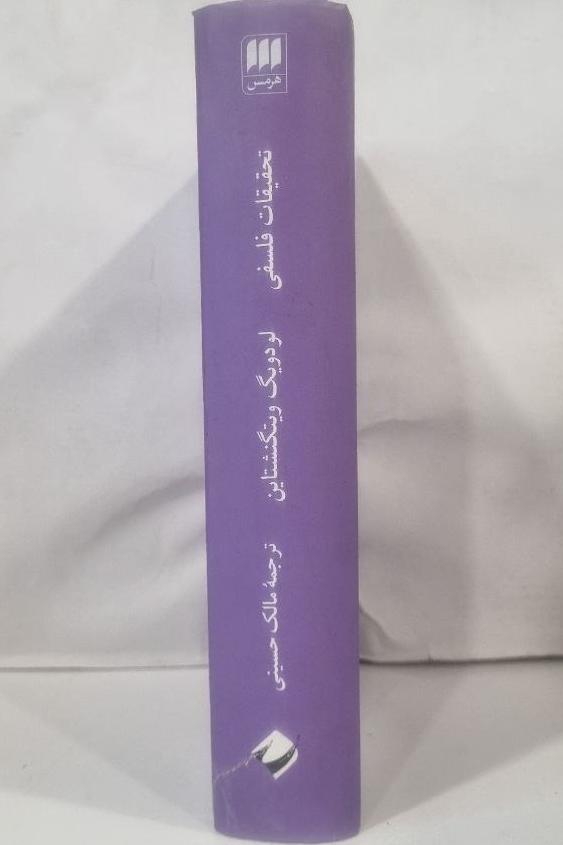 هرمس
تحقیقات فلسفی
لودویگ ویتگنشتاین
ترجمهٔ مالک حسینی